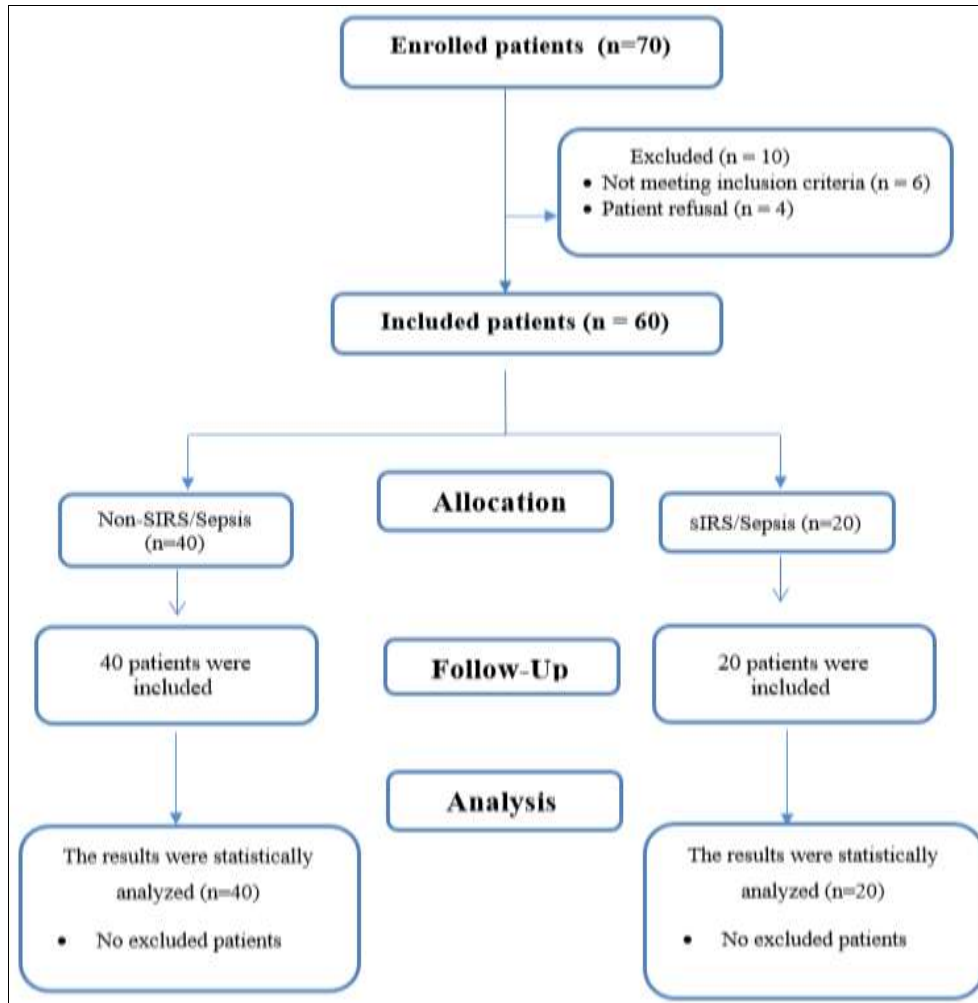 Enrolled patients (n=70)
Excluded (n = 10)
• Not meeting inclusion criteria (n = 6)
• Patient refusal (n = 4)
Included patients (n = 60)
Allocation
Non-SIRS/Sepsis
(n=40)
sIRS/Sepsis (n=20)
Follow-Up
40 patients were
included
20 patients were
included
Analysis
The results were statistically
analyzed (n=40)
• No excluded patients
The results were statistically
analyzed (n=20)
• No excluded patients